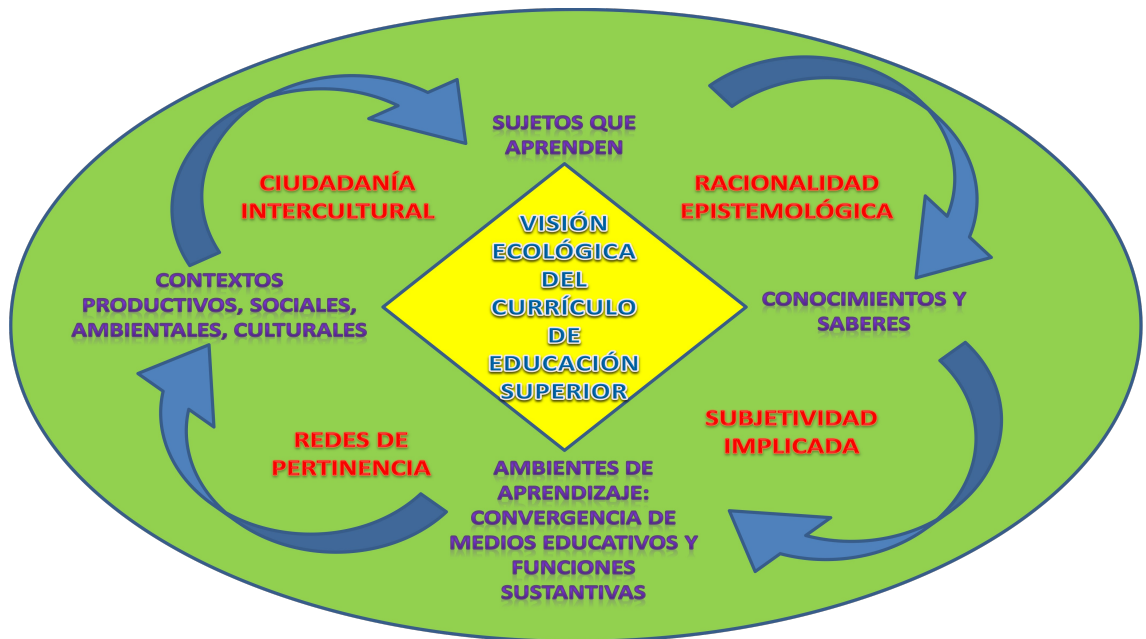 SUJETOS QUE
APRENDEN
CIUDADANÍA
INTERCULTURAL
RACIONALIDAD
EPISTEMOLÓGICA
VISIÓN
ECOLÓGICA
DEL
CURRÍCULO
DE
EDUCACIÓN
SUPERIOR
CONTEXTOS
PRODUCTIVOS, SOCIALES,
AMBIENTALES, CULTURALES
CONOCIMIENTOS Y
SABERES
REDES DE
PERTINENCIA
SUBJETIVIDAD
IMPLICADA
AMBIENTES DE
APRENDIZAJE:
CONVERGENCIA DE
MEDIOS EDUCATIVOS Y
FUNCIONES
SUSTANTIVAS